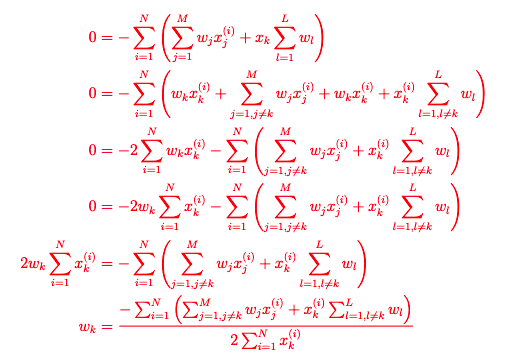 0 = -\sum_{i=1}^{N} \left( \sum_{j=1}^{M} w_j x_j^{(i)} + x_k \sum_{l=1}^{L} w_l \right)
0 = -\sum_{i=1}^{N} \left( w_k x_k^{(i)} + \sum_{j=1,j\neq k}^{M} w_j x_j^{(i)} + w_k x_k^{(i)} + x_k^{(i)} \sum_{l=1,l\neq k}^{L} w_l \right)
0 = -2 \sum_{i=1}^{N} w_k x_k^{(i)} - \sum_{i=1}^{N} \left( \sum_{j=1,j\neq k}^{M} w_j x_j^{(i)} + x_k^{(i)} \sum_{l=1,l\neq k}^{L} w_l \right)
0 = -2w_k \sum_{i=1}^{N} x_k^{(i)} - \sum_{i=1}^{N} \left( \sum_{j=1,j\neq k}^{M} w_j x_j^{(i)} + x_k^{(i)} \sum_{l=1,l\neq k}^{L} w_l \right)
2w_k \sum_{i=1}^{N} x_k^{(i)} = -\sum_{i=1}^{N} \left( \sum_{j=1,j\neq k}^{M} w_j x_j^{(i)} + x_k^{(i)} \sum_{l=1,l\neq k}^{L} w_l \right)
w_k = \frac{-\sum_{i=1}^{N} \left( \sum_{j=1,j\neq k}^{M} w_j x_j^{(i)} + x_k^{(i)} \sum_{l=1,l\neq k}^{L} w_l \right)}{2 \sum_{i=1}^{N} x_k^{(i)}}